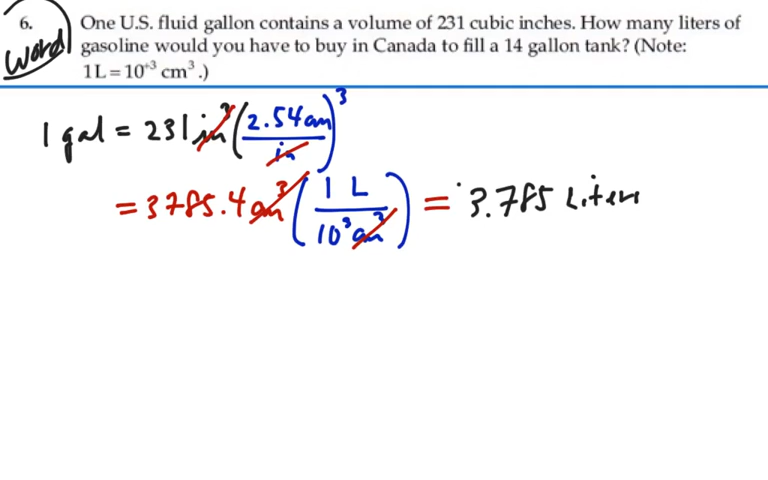 6. One U.S. fluid gallon contains a volume of 231 cubic inches. How many liters of
word gasoline would you have to buy in Canada to fill a 14 gallon tank? (Note:
1 L = 10⁺³ cm³.)
1 gal = 231 in³ (2.54 cm / in)³
= 3785.4 cm³ (1 L / 10³ cm³) = 3.785 Liters